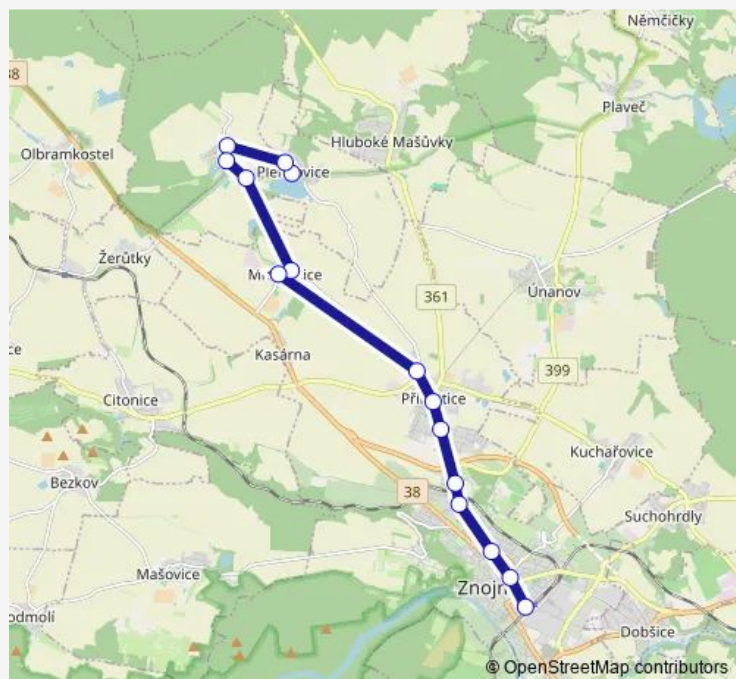 Němčičky
38
Plaveč
Hluboké Mašůvky
Olbramkostel
Žerůtky
Únanov
361
Kasárna
399
Citonice
Kuchařovice
Bezkov
38
Suchohrdly
Mašovice
Dobšice
© OpenStreetMap contributors